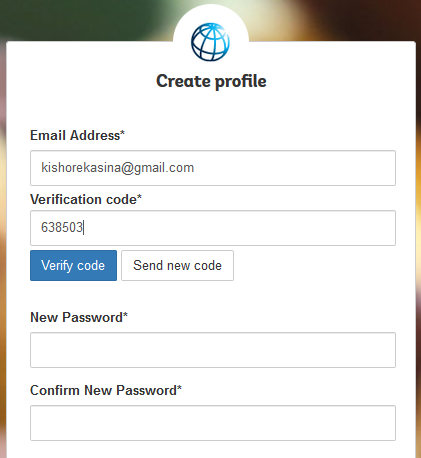 Create profile
Email Address*
kishorekasina@gmail.com
Verification code*
638503
Verify code Send new code
New Password*
Confirm New Password*